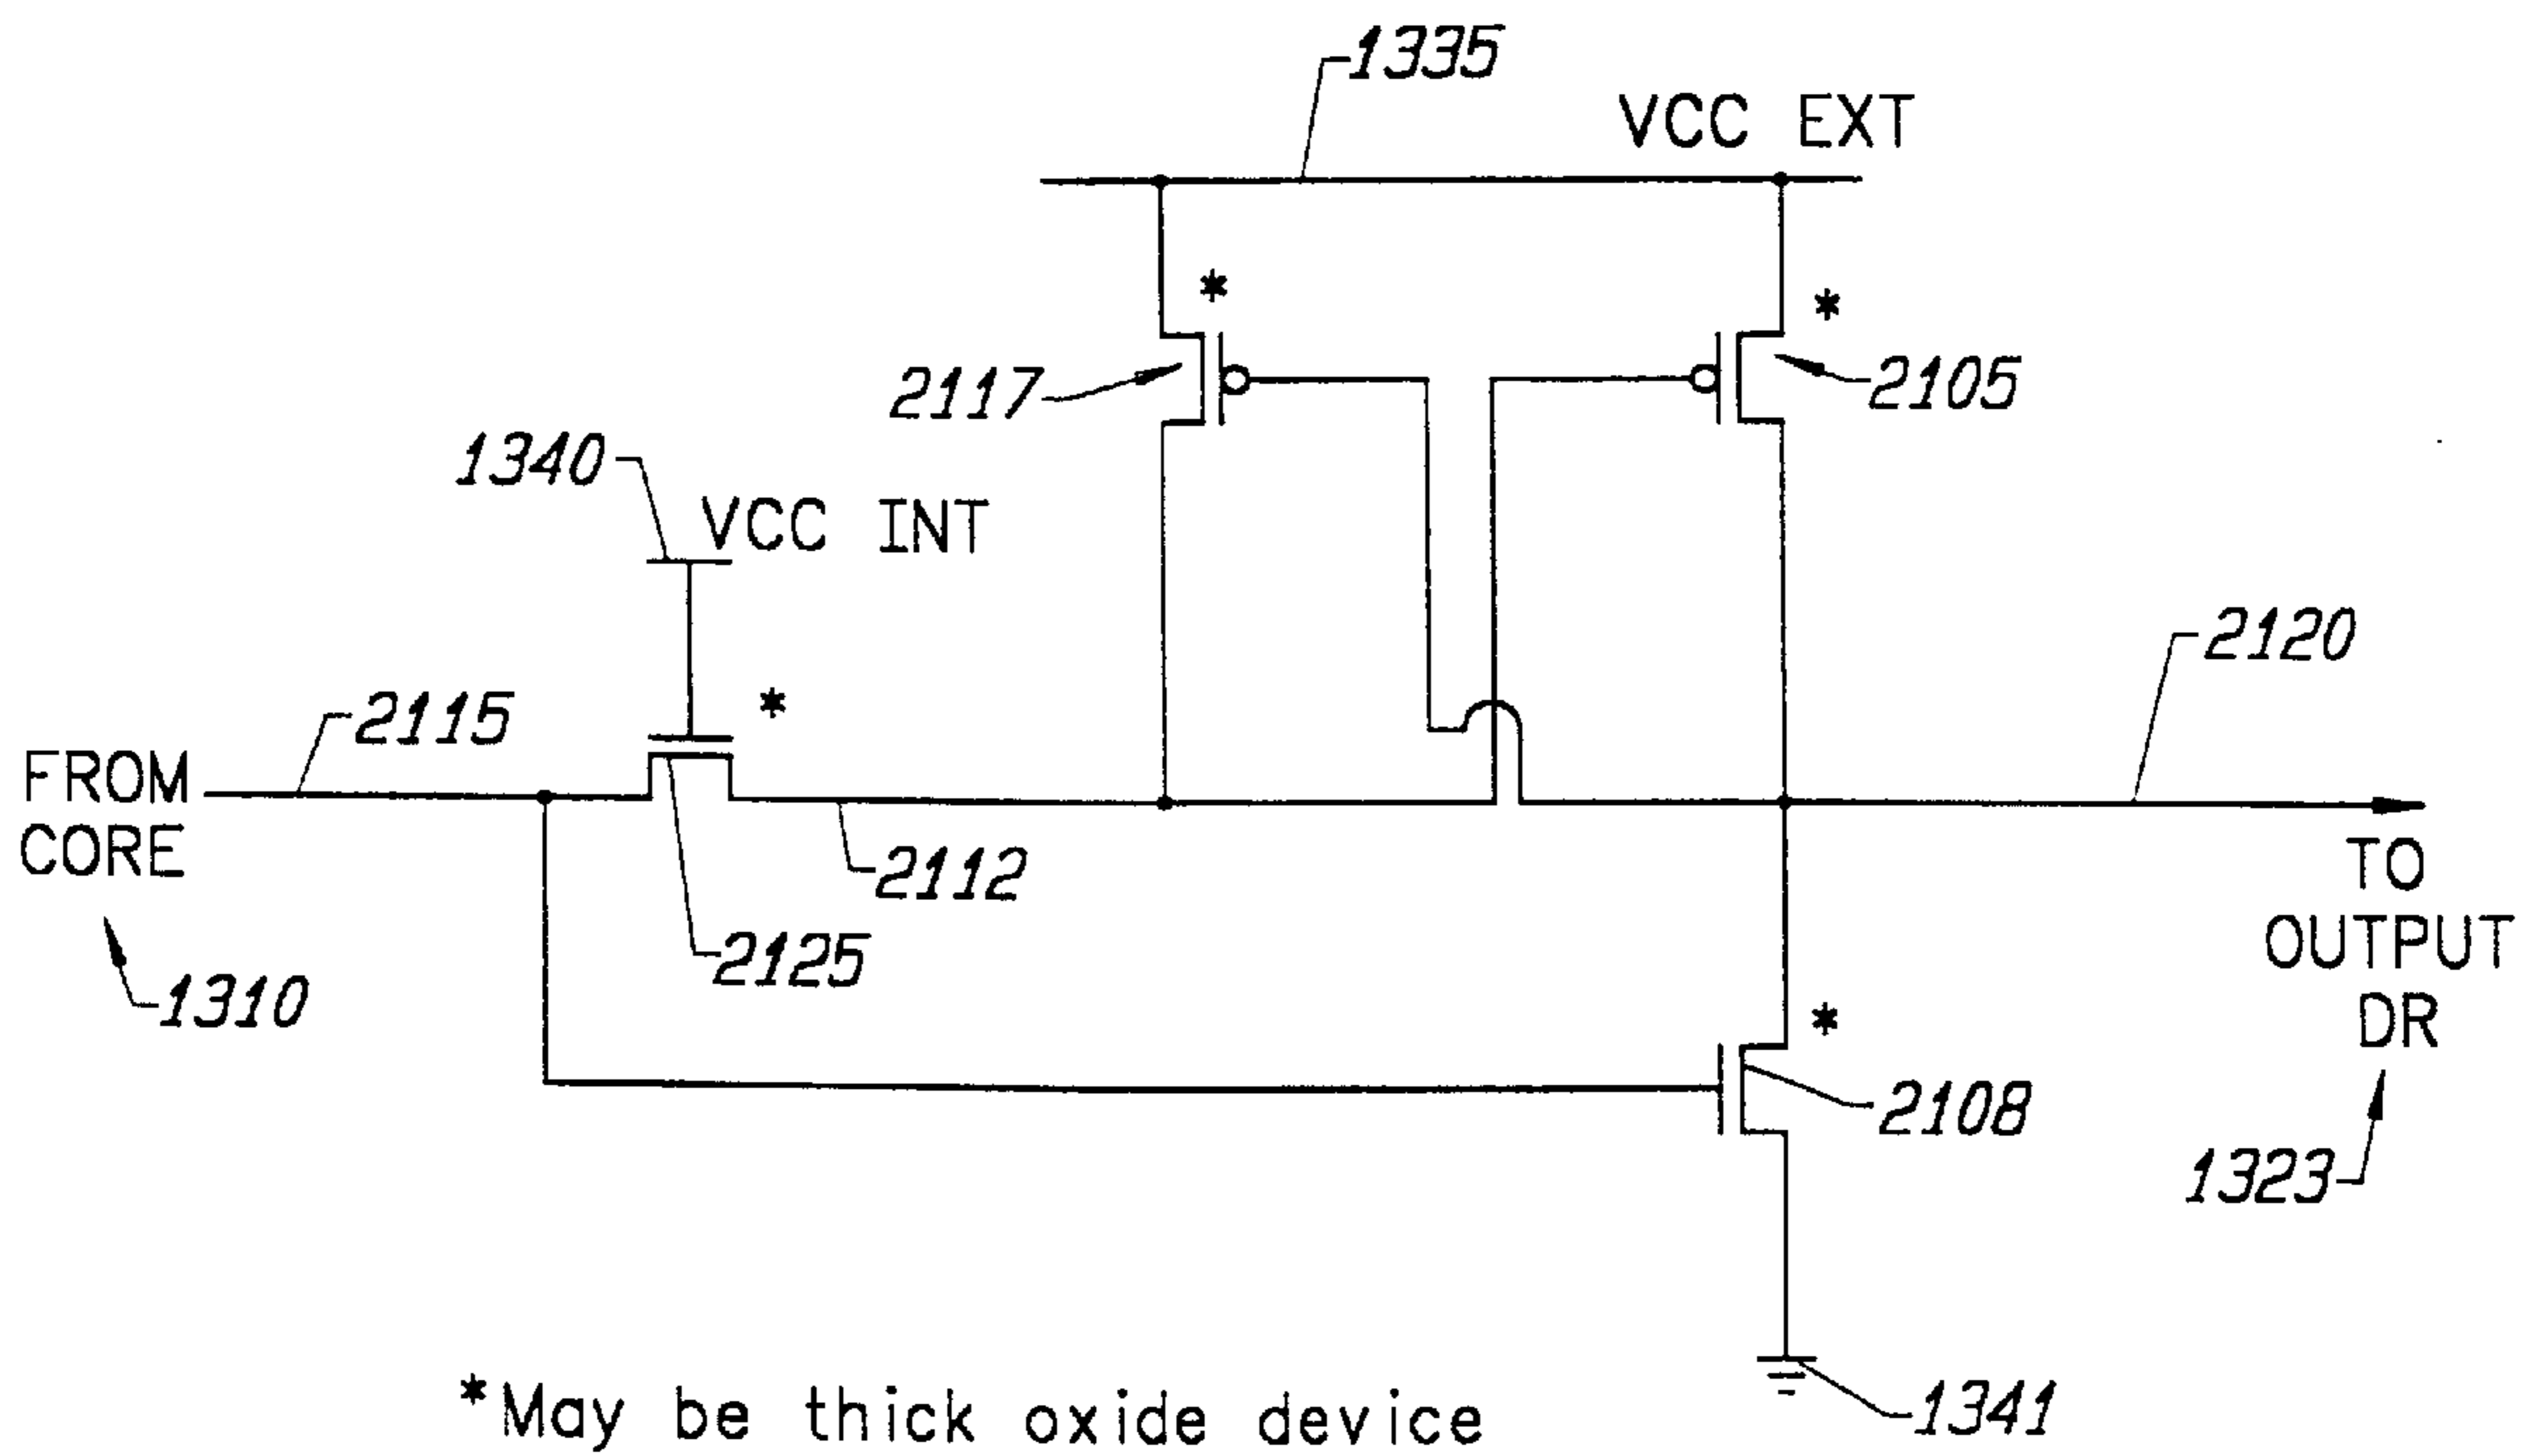 1335
VCC EXT
*
*
2117
2105
1340
VCC INT
2120
*
2115
FROM
CORE
2112
TO
OUTPUT
DR
2125
1310
*
2108
1323
1341
*May be thick oxide device